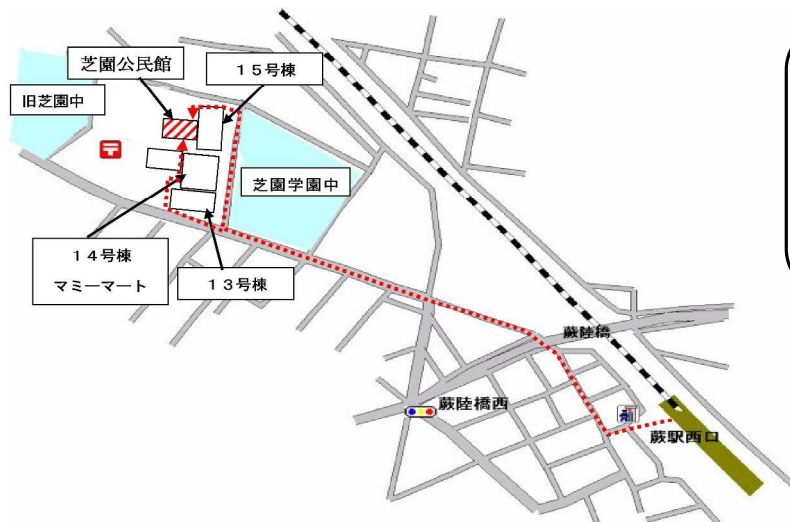 芝園公民館
15号棟
旧芝園中
芝園学園中
14号棟
マミーマート
13号棟
蕨陸橋
蕨陸橋西
蕨駅西口